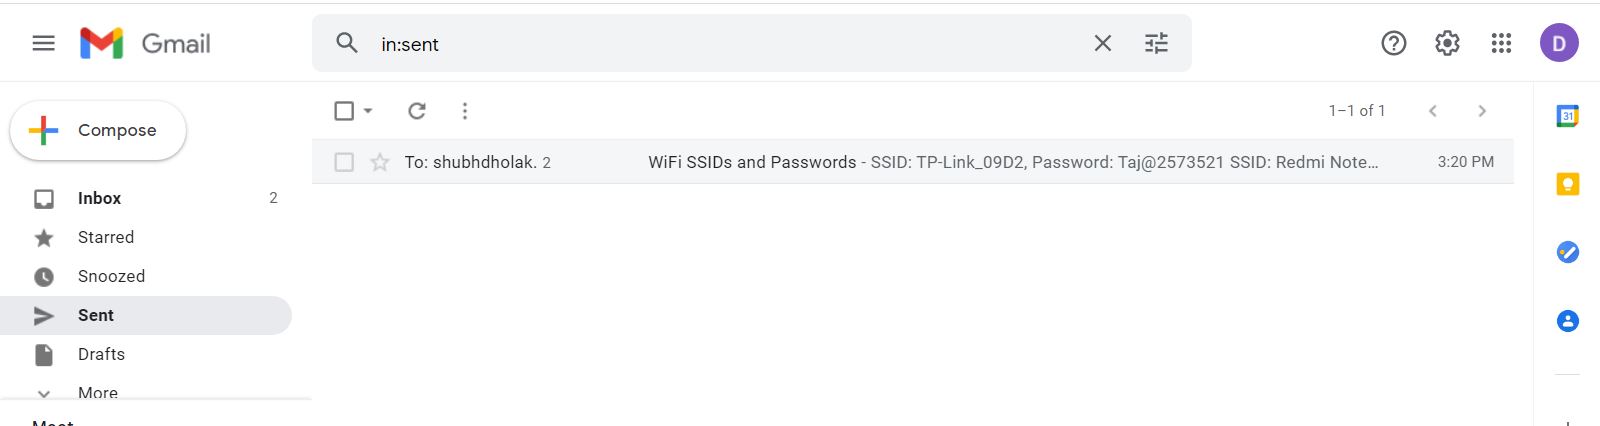 Gmail
in:sent
D
Compose
1–1 of 1
31
To: shubhdholak. 2 WiFi SSIDs and Passwords - SSID: TP-Link_09D2, Password: Taj@2573521 SSID: Redmi Note... 3:20 PM
Inbox 2
Starred
Snoozed
Sent
Drafts
More
Meet